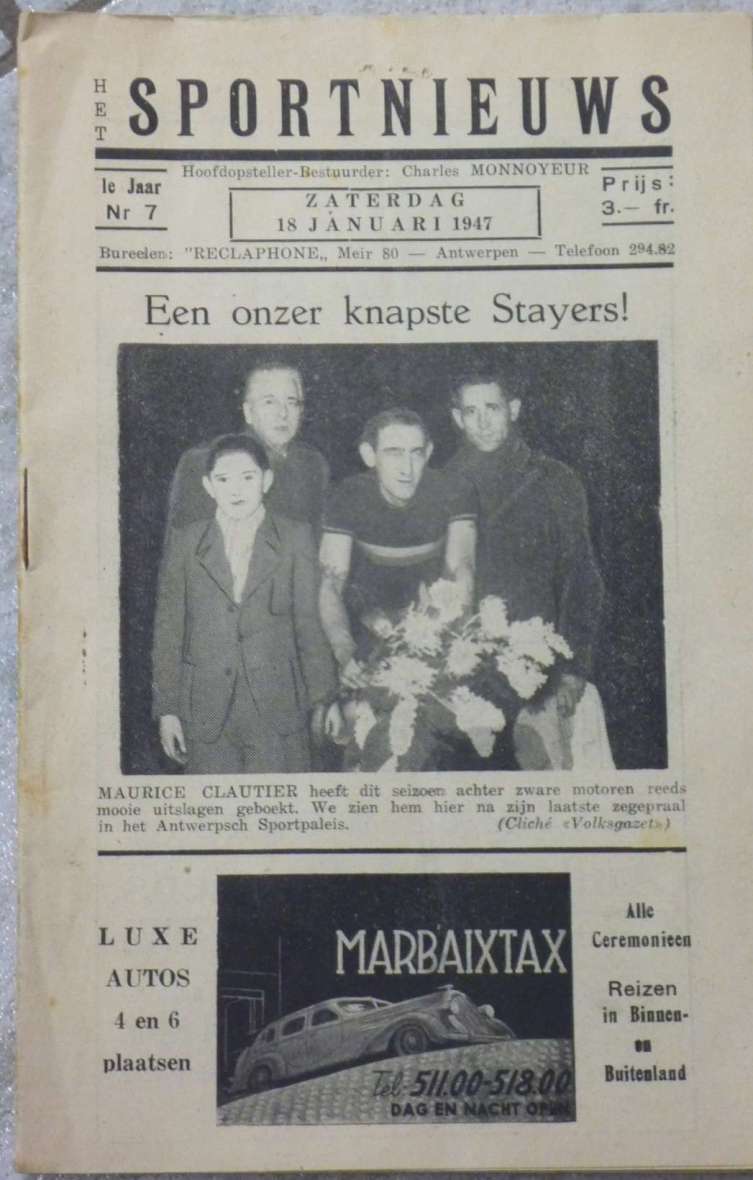 HET SPORTNIEUWS
Hoofdopsteller-Bestuurder: Charles MONNOYEUR
1e Jaar
Nr 7
ZATERDAG
18 JANUARI 1947
Prijs:
3.— fr.
Bureelen: "RECLAPHONE„ Meir 80 — Antwerpen — Telefoon 294.82
Een onzer knapste Stayers!
MAURICE CLAUTIER heeft dit seizoen achter zware motoren reeds
mooie uitslagen geboekt. We zien hem hier na zijn laatste zegepraal
in het Antwerpsch Sportpaleis. (Cliché «Volksgazet»)
LUXE
AUTOS
4 en 6
plaatsen
MARBAIXTAX
Tel. 511.00-518.00
DAG EN NACHT OPEN
Alle
Ceremonieen
Reizen
in Binnen-
en
Buitenland